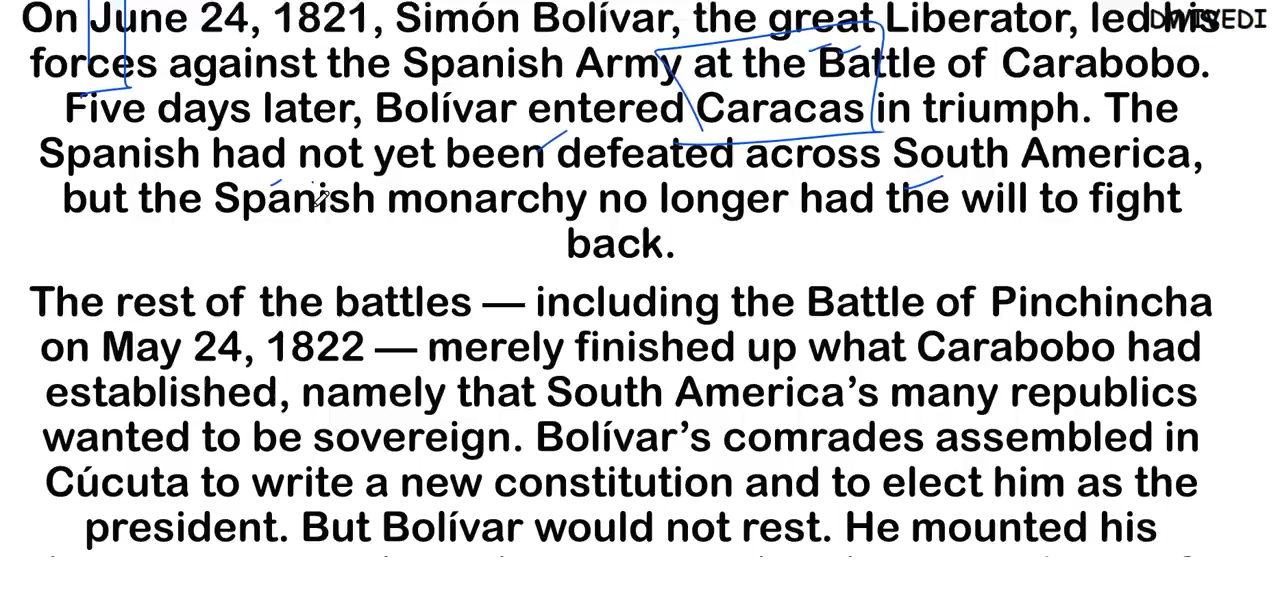 On June 24, 1821, Simón Bolívar, the great Liberator, led his
forces against the Spanish Army at the Battle of Carabobo.
Five days later, Bolívar entered Caracas in triumph. The
Spanish had not yet been defeated across South America,
but the Spanish monarchy no longer had the will to fight
back.
The rest of the battles — including the Battle of Pinchincha
on May 24, 1822 — merely finished up what Carabobo had
established, namely that South America’s many republics
wanted to be sovereign. Bolívar’s comrades assembled in
Cúcuta to write a new constitution and to elect him as the
president. But Bolívar would not rest. He mounted his